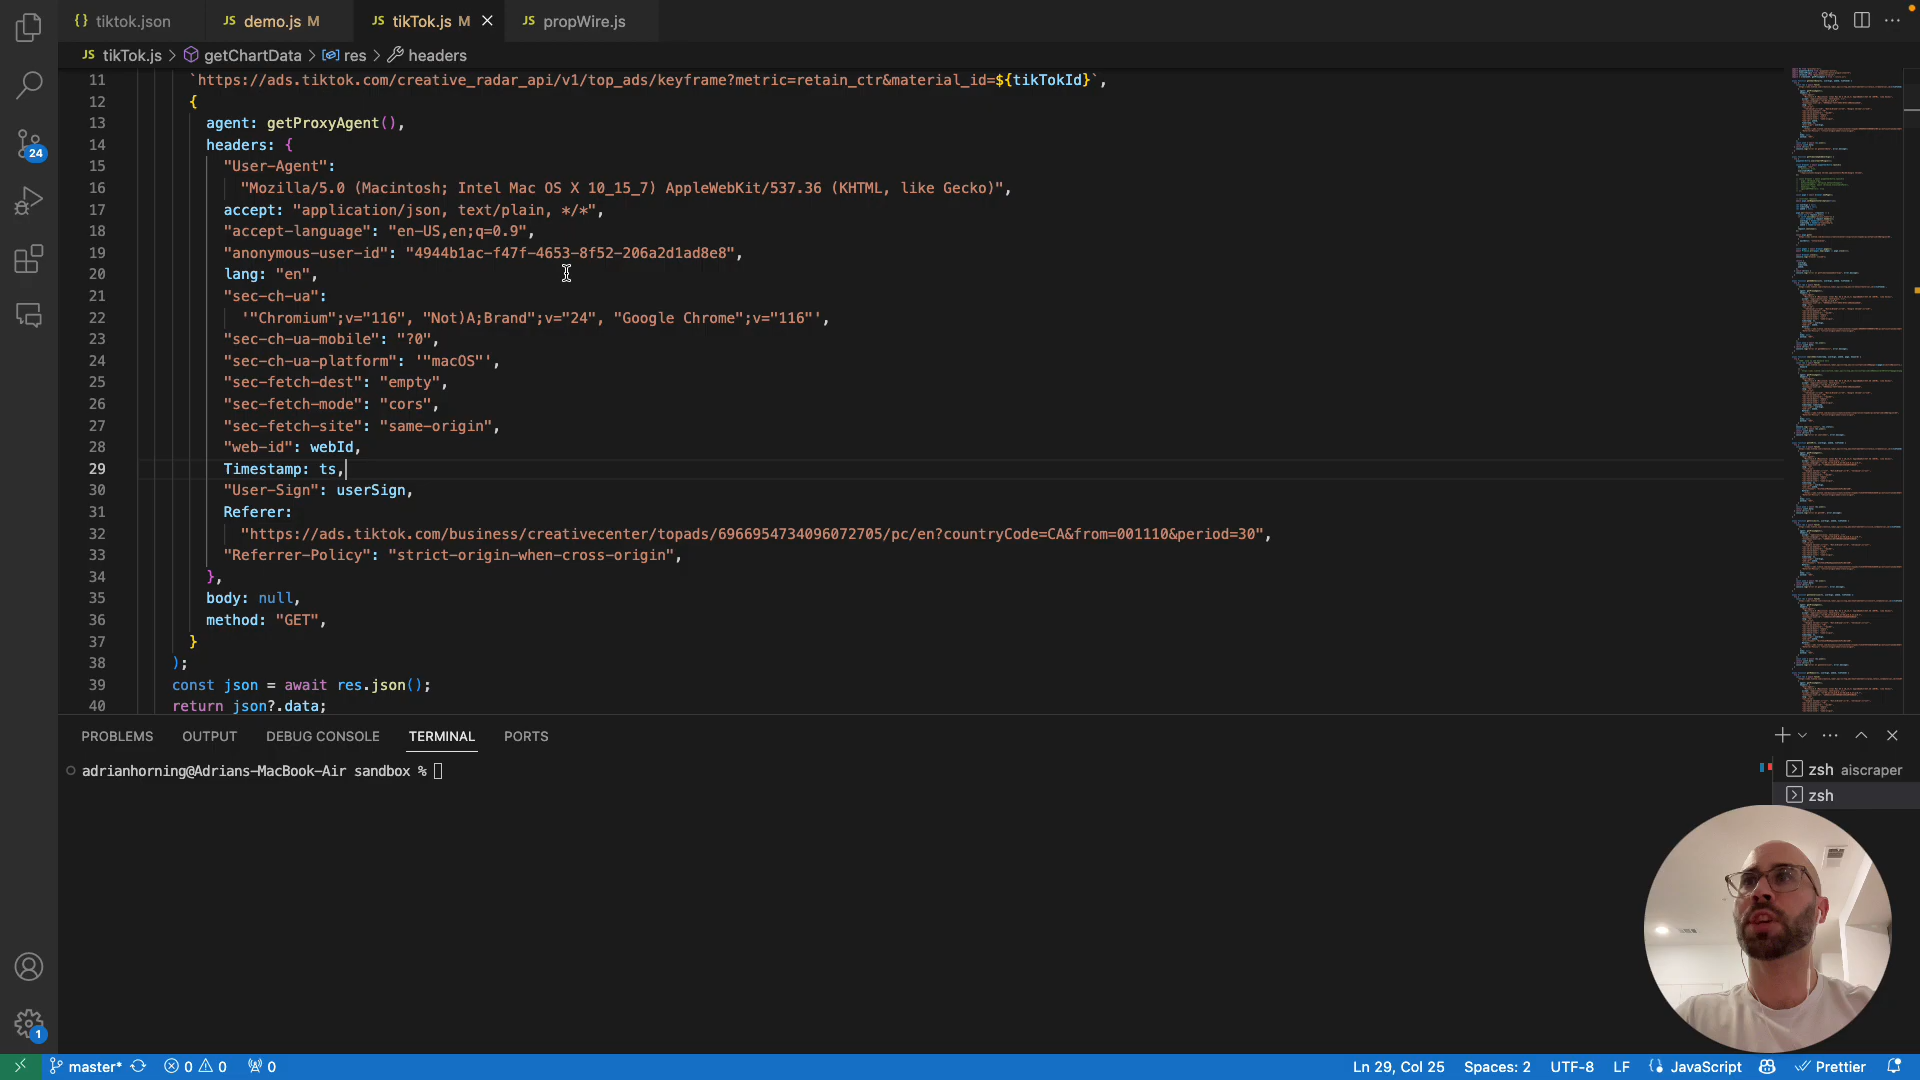 {} tiktok.json
JS demo.js M
JS tikTok.js M
JS propWire.js
JS tikTok.js > getChartData > res > headers
11 `https://ads.tiktok.com/creative_radar_api/v1/top_ads/keyframe?metric=retain_ctr&material_id=${tikTokId}`,
12 {
13 agent: getProxyAgent(),
14 headers: {
15 "User-Agent":
16 "Mozilla/5.0 (Macintosh; Intel Mac OS X 10_15_7) AppleWebKit/537.36 (KHTML, like Gecko)",
17 accept: "application/json, text/plain, */*",
18 "accept-language": "en-US,en;q=0.9",
19 "anonymous-user-id": "4944b1ac-f47f-4653-8f52-206a2d1ad8e8",
20 lang: "en",
21 "sec-ch-ua":
22 '"Chromium";v="116", "Not)A;Brand";v="24", "Google Chrome";v="116"',
23 "sec-ch-ua-mobile": "?0",
24 "sec-ch-ua-platform": '"macOS"',
25 "sec-fetch-dest": "empty",
26 "sec-fetch-mode": "cors",
27 "sec-fetch-site": "same-origin",
28 "web-id": webId,
29 Timestamp: ts,
30 "User-Sign": userSign,
31 Referer:
32 "https://ads.tiktok.com/business/creativecenter/topads/6966954734096072705/pc/en?countryCode=CA&from=001110&period=30",
33 "Referrer-Policy": "strict-origin-when-cross-origin",
34 },
35 body: null,
36 method: "GET",
37 }
38 );
39 const json = await res.json();
40 return json?.data;
24
1
PROBLEMS OUTPUT DEBUG CONSOLE TERMINAL PORTS
adrianhorning@Adrians-MacBook-Air sandbox %
zsh aiscraper
zsh
master* 0 0 0 Ln 29, Col 25 Spaces: 2 UTF-8 LF {} JavaScript Prettier